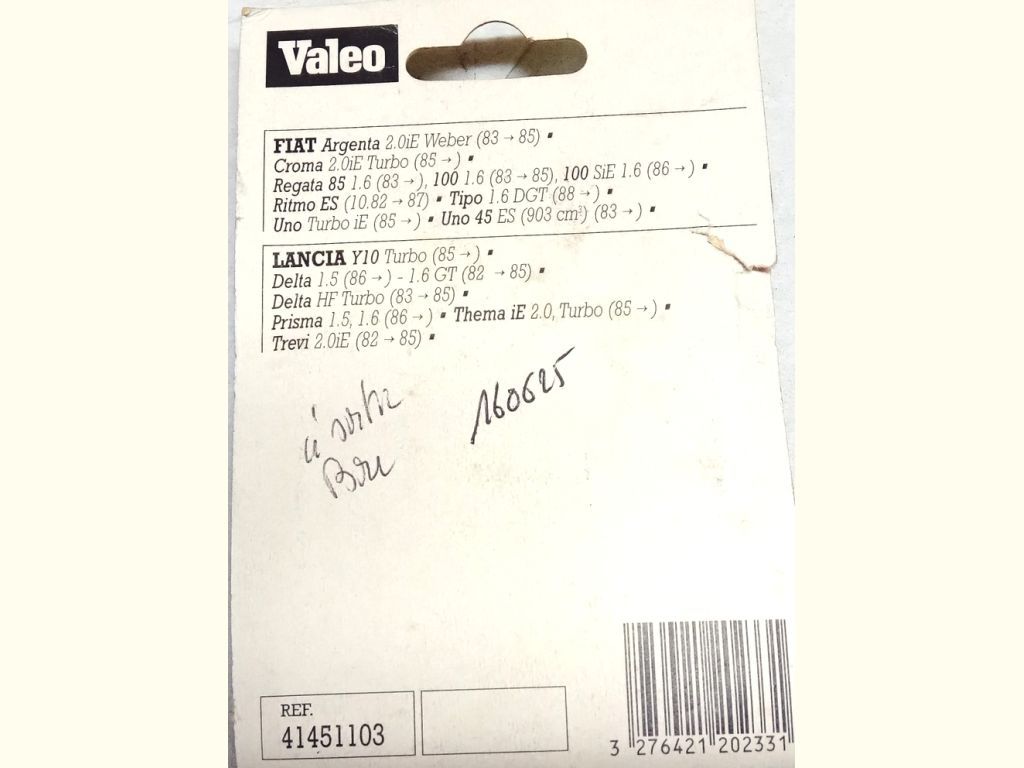 Valeo
FIAT Argenta 2.0iE Weber (83 → 85) ▪
Croma 2.0iE Turbo (85 → ) ▪
Regata 85 1.6 (83 → ), 100 1.6 (83 → 85), 100 SiE 1.6 (86 → ) ▪
Ritmo ES (10.82 → 87) ▪ Tipo 1.6 DGT (88 → ) ▪
Uno Turbo iE (85 → ) ▪ Uno 45 ES (903 cm³) (83 → ) ▪
LANCIA Y10 Turbo (85 → ) ▪
Delta 1.5 (86 → ) - 1.6 GT (82 → 85) ▪
Delta HF Turbo (83 → 85) ▪
Prisma 1.5, 1.6 (86 → ) ▪ Thema iE 2.0, Turbo (85 → ) ▪
Trevi 2.0iE (82 → 85) ▪
160625
REF.
41451103
3 276421 202331